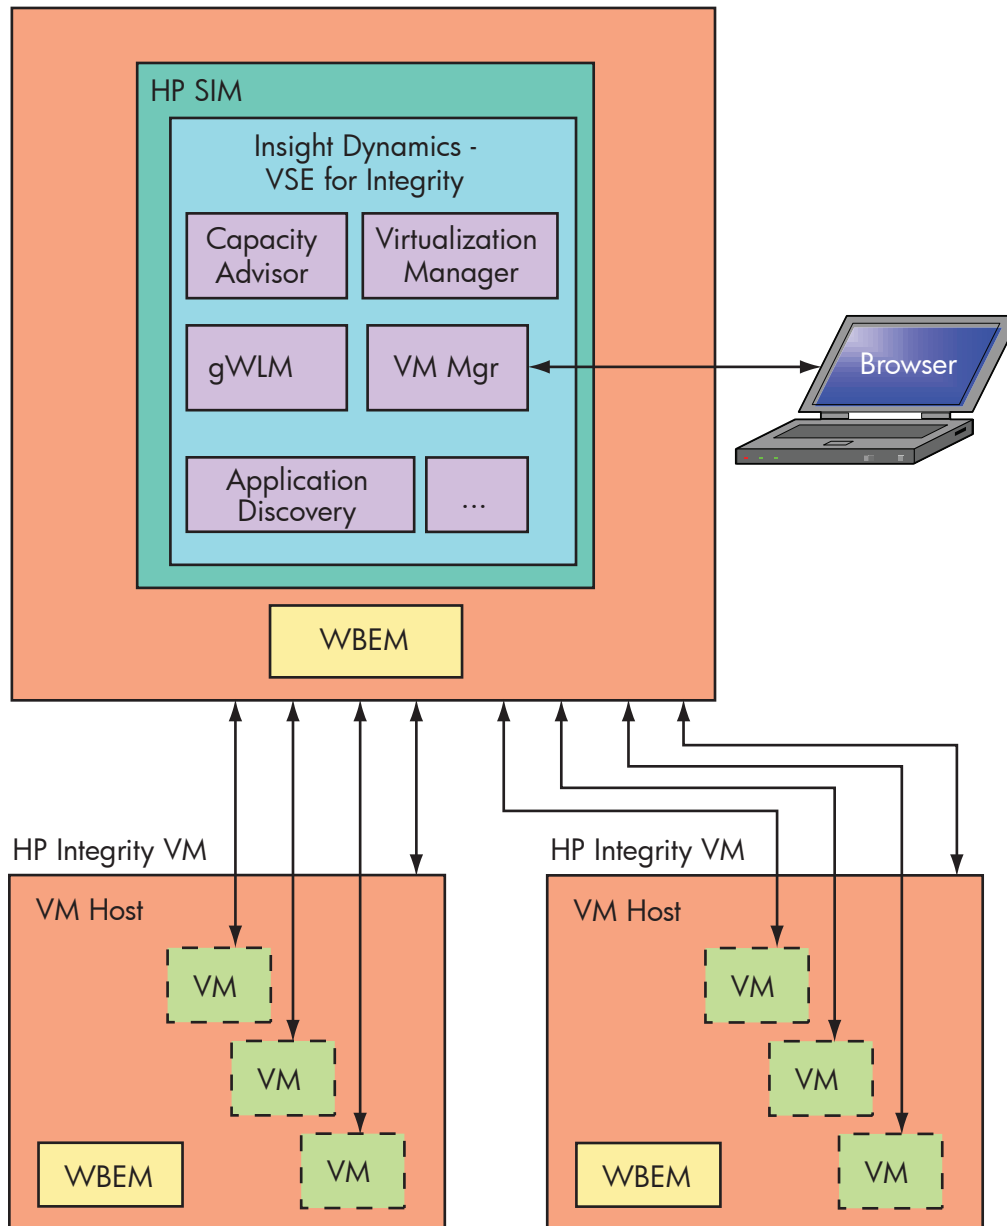 HP SIM
Insight Dynamics -
VSE for Integrity
Capacity
Advisor
Virtualization
Manager
gWLM
VM Mgr
Browser
Application
Discovery
...
WBEM
HP Integrity VM
VM Host
VM
VM
VM
WBEM
HP Integrity VM
VM Host
VM
VM
VM
WBEM